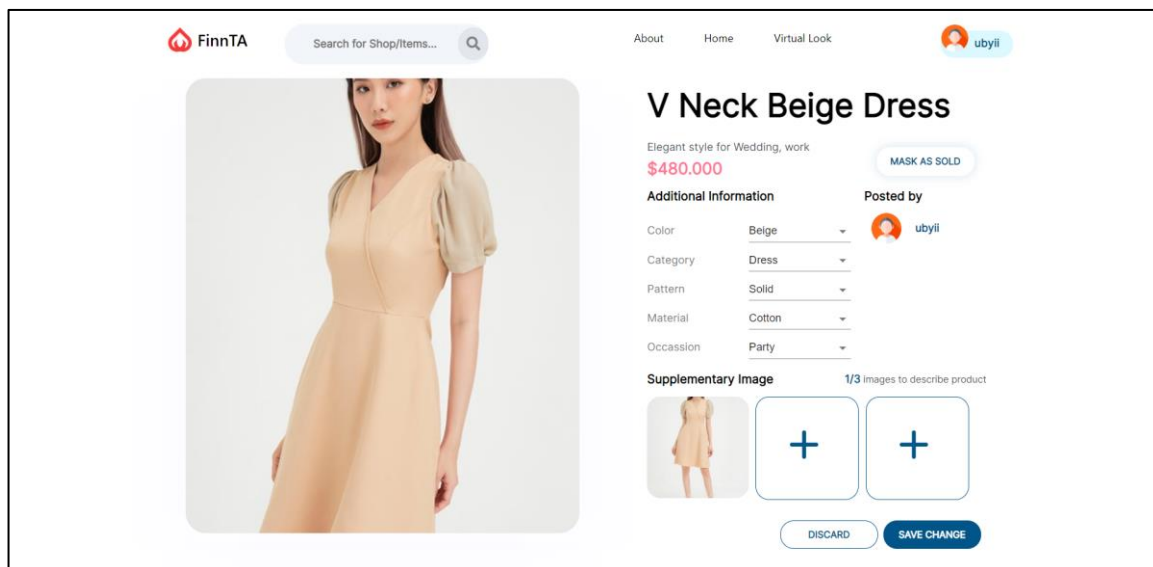 FinnTA
Search for Shop/Items...
About Home Virtual Look
ubyii
V Neck Beige Dress
Elegant style for Wedding, work
$480.000
MASK AS SOLD
Additional Information
Posted by
ubyii
Color Beige
Category Dress
Pattern Solid
Material Cotton
Occassion Party
Supplementary Image
1/3 images to describe product
DISCARD
SAVE CHANGE